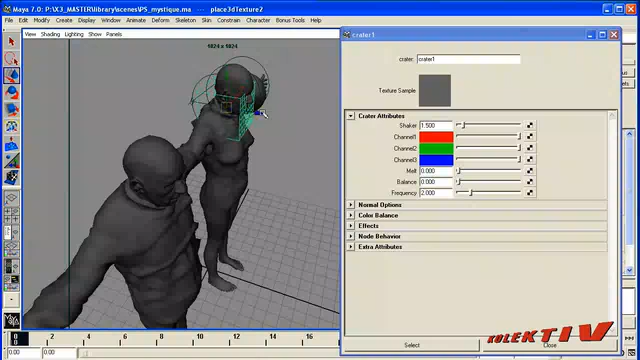 Maya 7.0: P:\X3_MASTER\library\scenes\PS_mystique.ma --- place3dTexture2
File Edit Modify Create Display Window Animate Deform Skeleton Skin Constrain Character Brush Editor Help
View Shading Lighting Show Panels
1024 x 1024
crater1
crater: crater1
Texture Sample
Crater Attributes
Shaker 1.500
Channel1
Channel2
Channel3
Melt 0.000
Balance 0.000
Frequency 2.000
Normal Options
Color Balance
Effects
Node Behavior
Extra Attributes
Select Close
KOLEKTIV
0 2 4 6 8 10 12 14 16
0.00 0.00